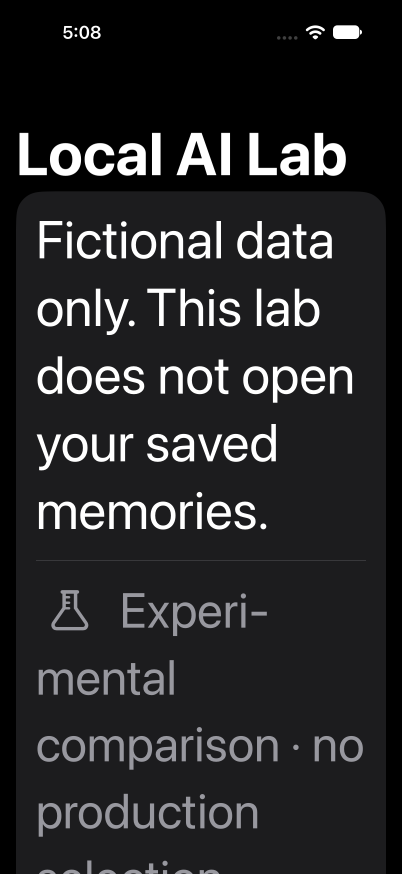 5:08
Local AI Lab
Fictional data
only. This lab
does not open
your saved
memories.
Experi-
mental
comparison · no
production
selection